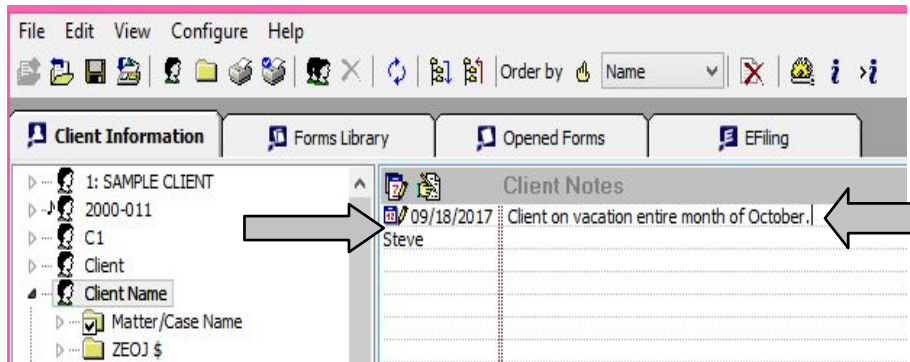 File Edit View Configure Help
Order by Name
Client Information Forms Library Opened Forms EFiling
1: SAMPLE CLIENT
2000-011
C1
Client
Client Name
Matter/Case Name
ZEOJ $
Client Notes
09/18/2017 Client on vacation entire month of October.
Steve